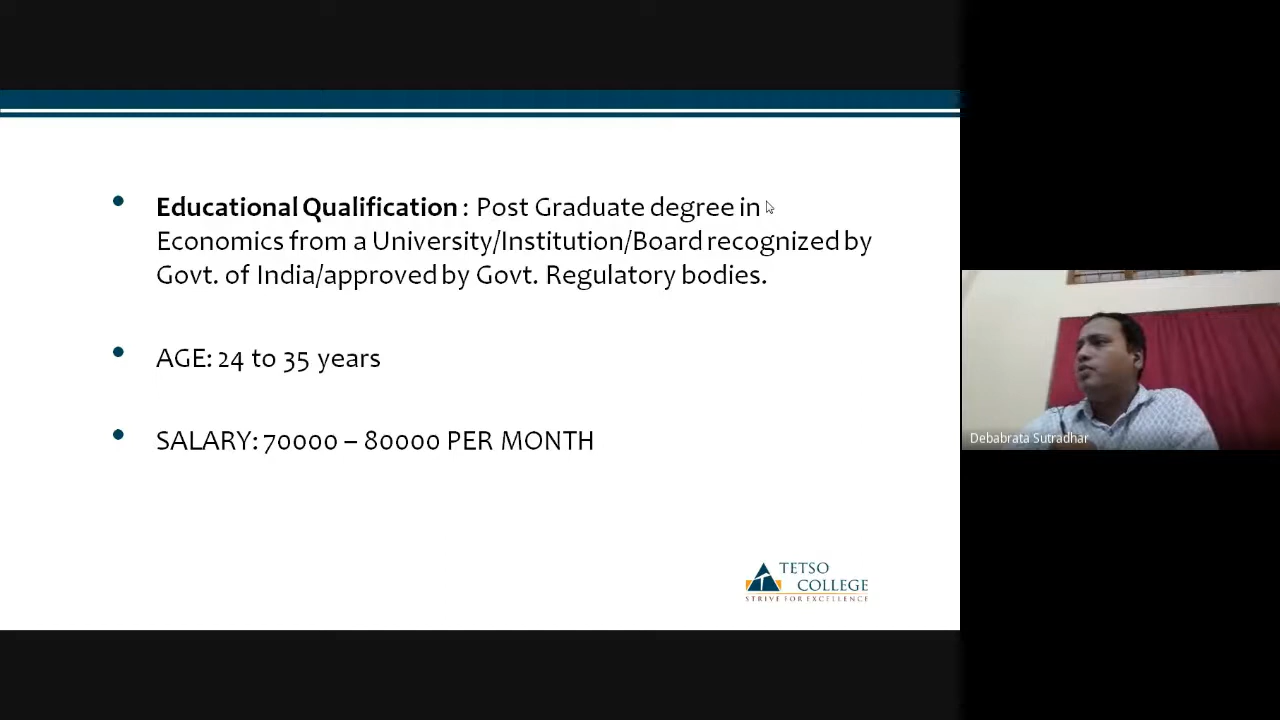 Educational Qualification : Post Graduate degree in
Economics from a University/Institution/Board recognized by
Govt. of India/approved by Govt. Regulatory bodies.
AGE: 24 to 35 years
SALARY: 70000 – 80000 PER MONTH
TETSO
COLLEGE
STRIVE FOR EXCELLENCE
Debabrata Sutradhar